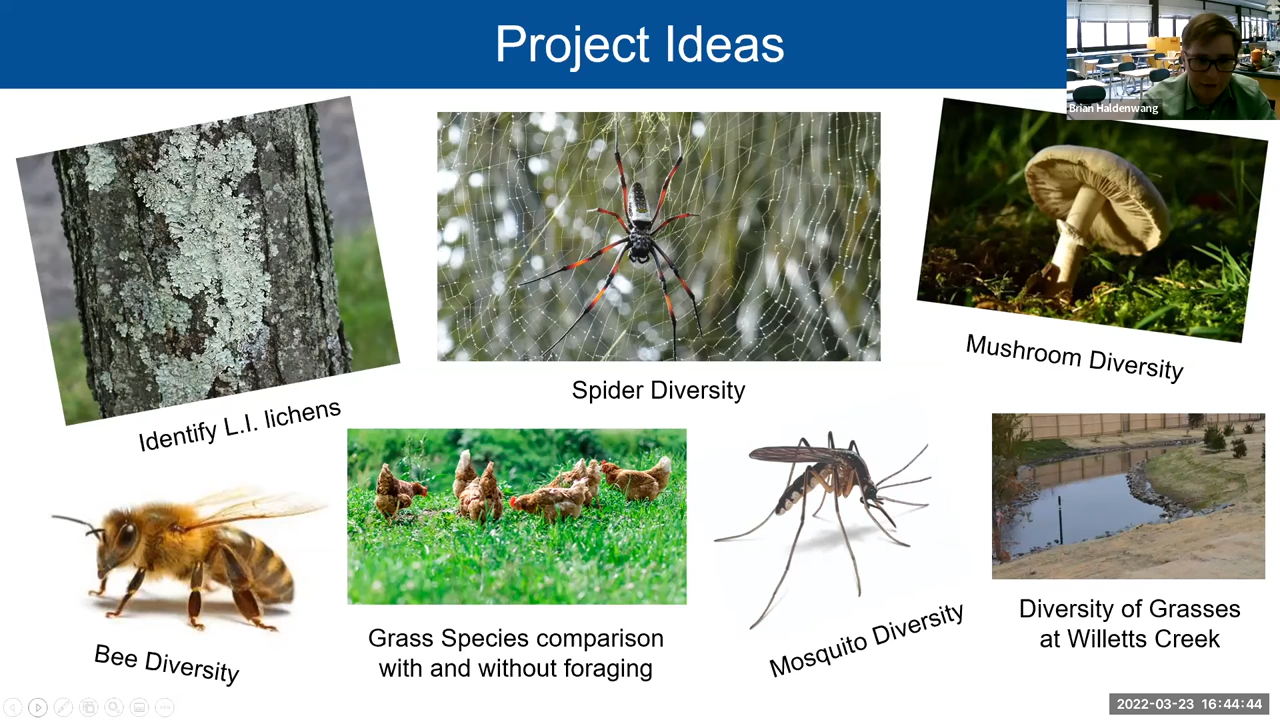 Project Ideas
Brian Haldenwang
Identify L.I. lichens
Spider Diversity
Mushroom Diversity
Bee Diversity
Grass Species comparison
with and without foraging
Mosquito Diversity
Diversity of Grasses
at Willetts Creek
2022-03-23 16:44:44